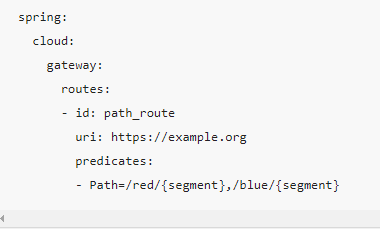 spring:
  cloud:
    gateway:
      routes:
      - id: path_route
        uri: https://example.org
        predicates:
        - Path=/red/{segment},/blue/{segment}